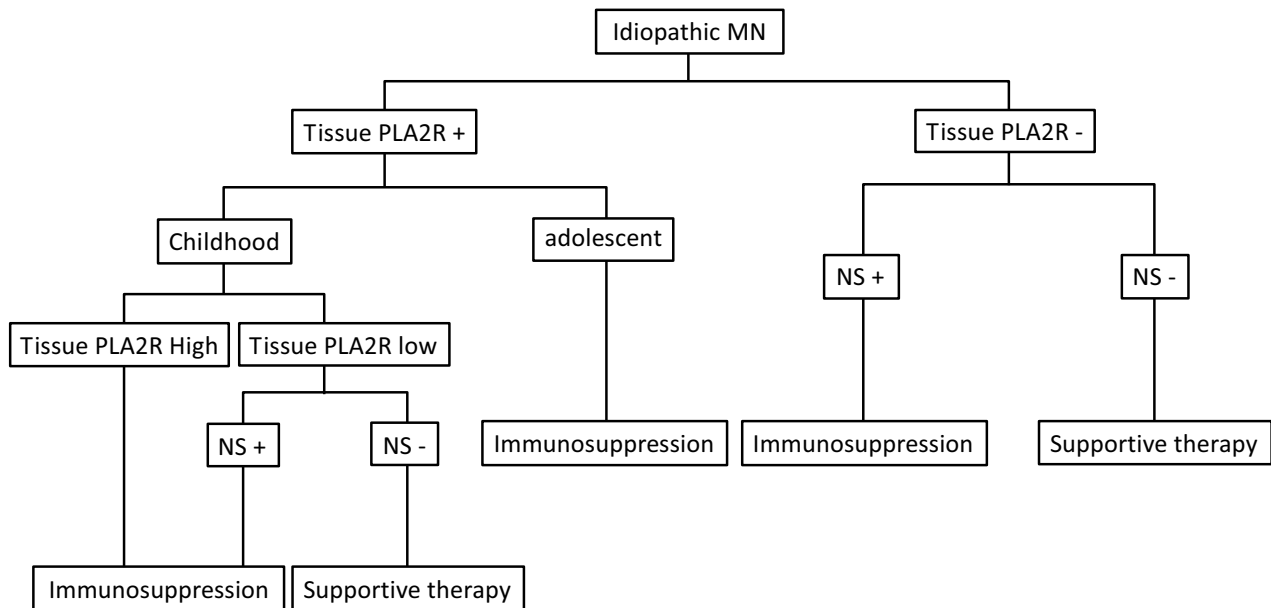 Idiopathic MN
Tissue PLA2R +
Tissue PLA2R -
Childhood
adolescent
NS +
NS -
Tissue PLA2R High
Tissue PLA2R low
NS +
NS -
Immunosuppression
Immunosuppression
Supportive therapy
Immunosuppression
Supportive therapy